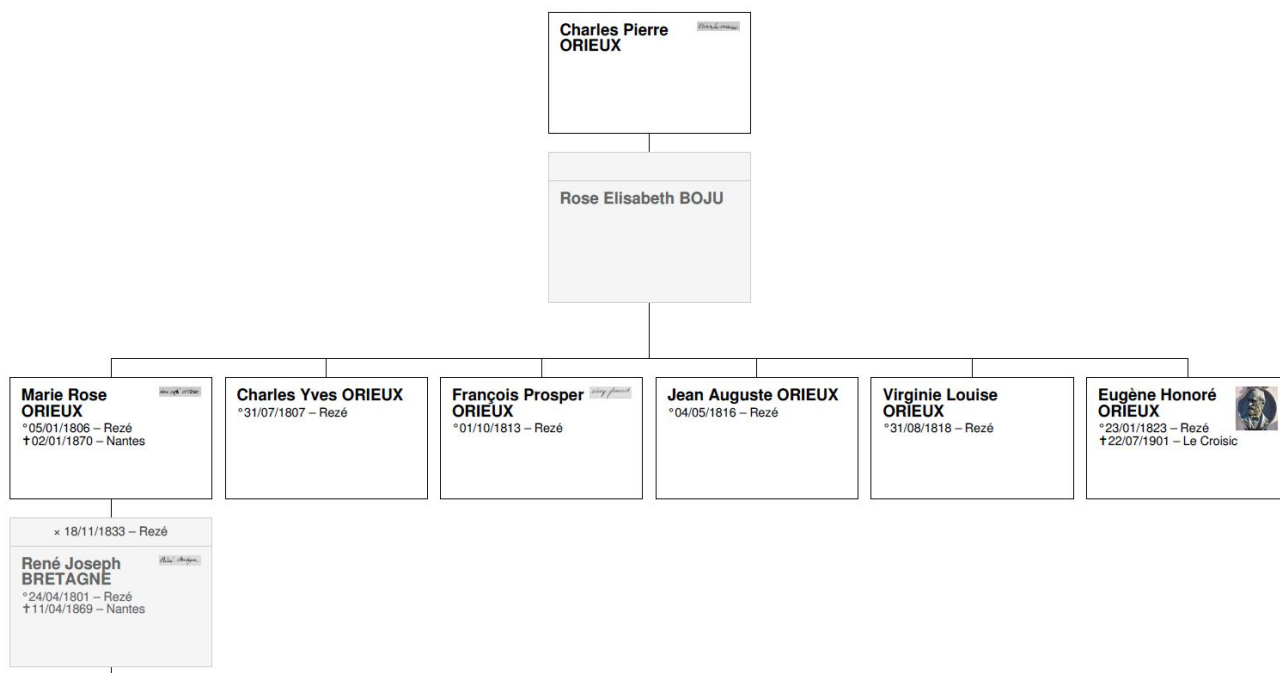 Charles Pierre
ORIEUX
Rose Elisabeth BOJU
Marie Rose
ORIEUX
°05/01/1806 – Rezé
✝02/01/1870 – Nantes
Charles Yves ORIEUX
°31/07/1807 – Rezé
François Prosper
ORIEUX
°01/10/1813 – Rezé
Jean Auguste ORIEUX
°04/05/1816 – Rezé
Virginie Louise
ORIEUX
°31/08/1818 – Rezé
Eugène Honoré
ORIEUX
°23/01/1823 – Rezé
✝22/07/1901 – Le Croisic
× 18/11/1833 – Rezé
René Joseph
BRETAGNE
°24/04/1801 – Rezé
✝11/04/1869 – Nantes